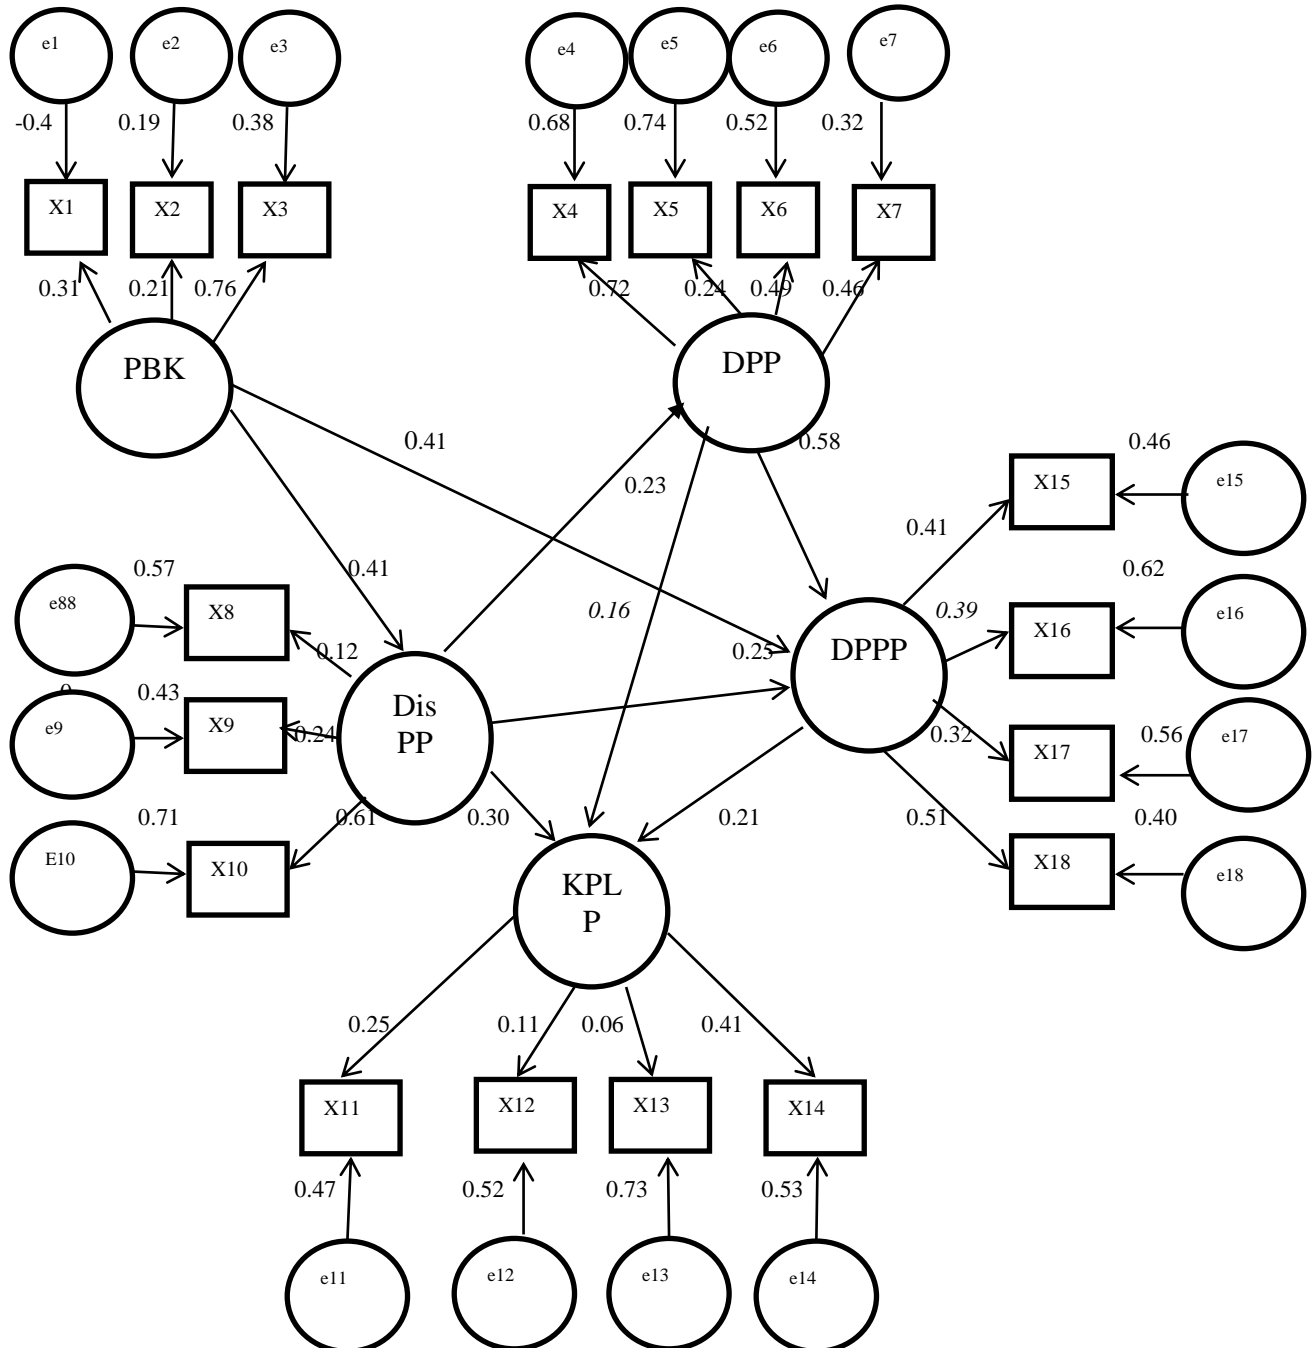 e1 e2 e3 e4 e5 e6 e7
-0.4 0.19 0.38 0.68 0.74 0.52 0.32
X1 X2 X3 X4 X5 X6 X7
0.31 0.21 0.76 0.72 0.24 0.49 0.46
PBK DPP
0.41 0.58 0.46
0.23 X15 e15
0.41
0.57 0.41 0.62
e88 X8 0.16 0.39 e16
X16
0.12 0.25 DPPP
0.43 Dis
e9 X9 0.24 PP 0.32 0.56 e17
X17
0.71 0.61 0.30 0.21 0.51 0.40
E10 X10 X18 e18
KPL
P
0.25 0.11 0.06 0.41
X11 X12 X13 X14
0.47 0.52 0.73 0.53
e11 e12 e13 e14